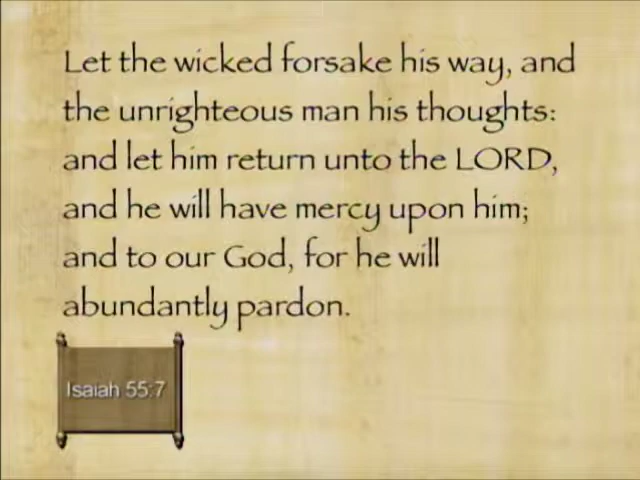 Let the wicked forsake his way, and
the unrighteous man his thoughts:
and let him return unto the LORD,
and he will have mercy upon him;
and to our God, for he will
abundantly pardon.
Isaiah 55:7